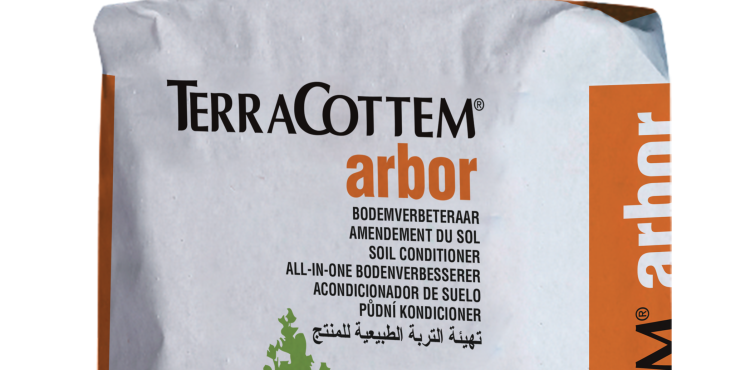 TERRACOTTEM®
arbor
BODEMVERBETERAAR
AMENDEMENT DU SOL
SOIL CONDITIONER
ALL-IN-ONE BODENVERBESSERER
ACONDICIONADOR DE SUELO
PŮDNÍ KONDICIONER
تهيئة التربة الطبيعية للمنتج
M® arbor